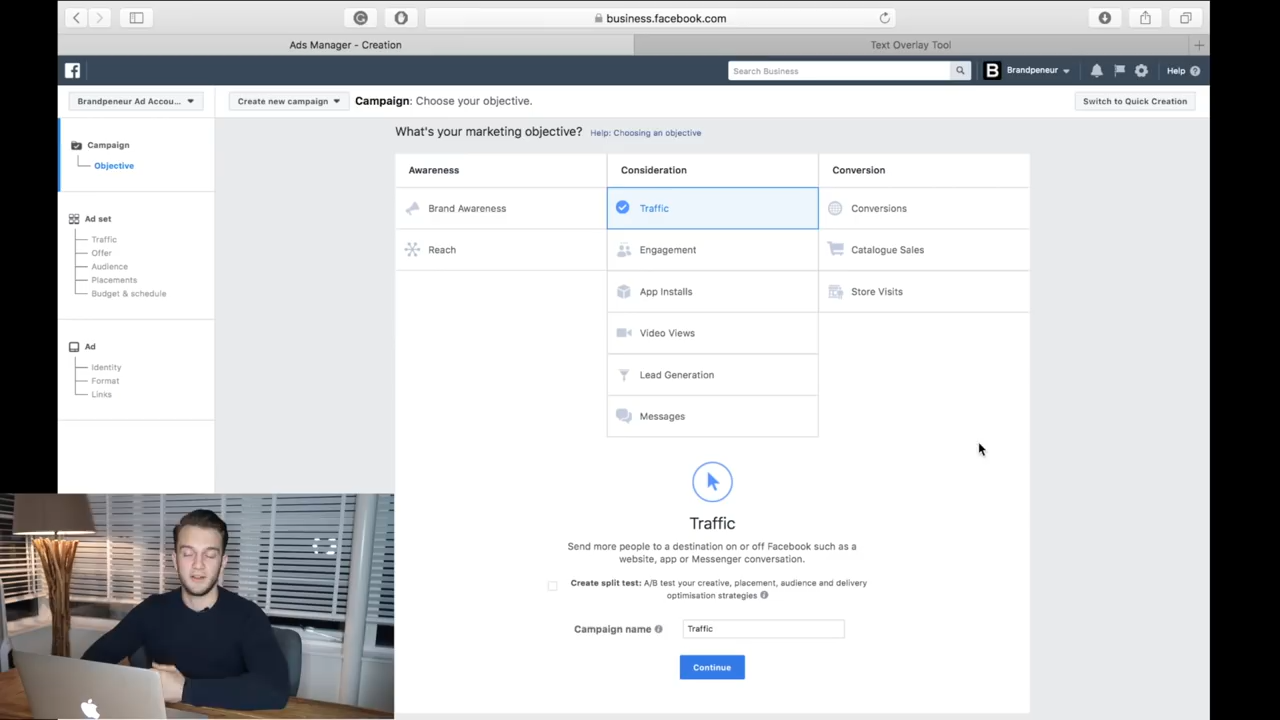 business.facebook.com
Ads Manager - Creation
Text Overlay Tool
Search Business
B
Brandpeneur
Help
Brandpeneur Ad Accou...
Create new campaign
Campaign: Choose your objective.
Switch to Quick Creation
Campaign
Objective
Ad set
Traffic
Offer
Audience
Placements
Budget & schedule
Ad
Identity
Format
Links
What's your marketing objective? Help: Choosing an objective
Awareness
Consideration
Conversion
Brand Awareness
Traffic
Conversions
Reach
Engagement
Catalogue Sales
App Installs
Store Visits
Video Views
Lead Generation
Messages
Traffic
Send more people to a destination on or off Facebook such as a
website, app or Messenger conversation.
Create split test: A/B test your creative, placement, audience and delivery
optimisation strategies
Campaign name
Traffic
Continue